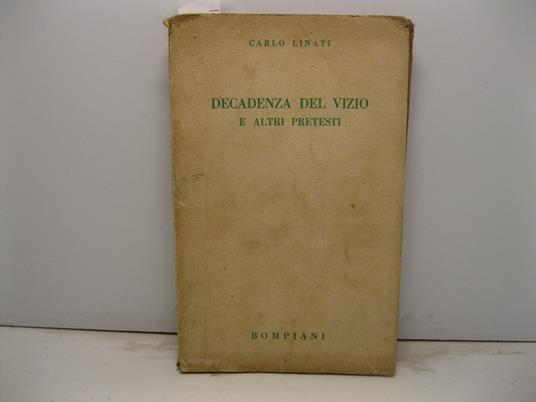 CARLO LINATI
DECADENZA DEL VIZIO
E ALTRI PRETESTI
BOMPIANI